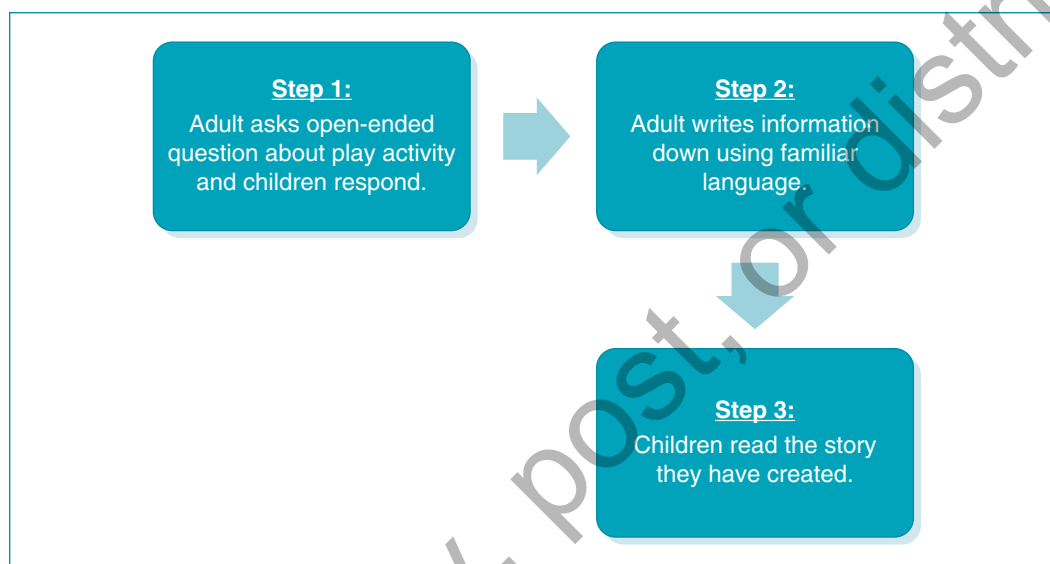 Step 1:
Adult asks open-ended
question about play activity
and children respond.
Step 2:
Adult writes information
down using familiar
language.
Step 3:
Children read the story
they have created.
post, or distri